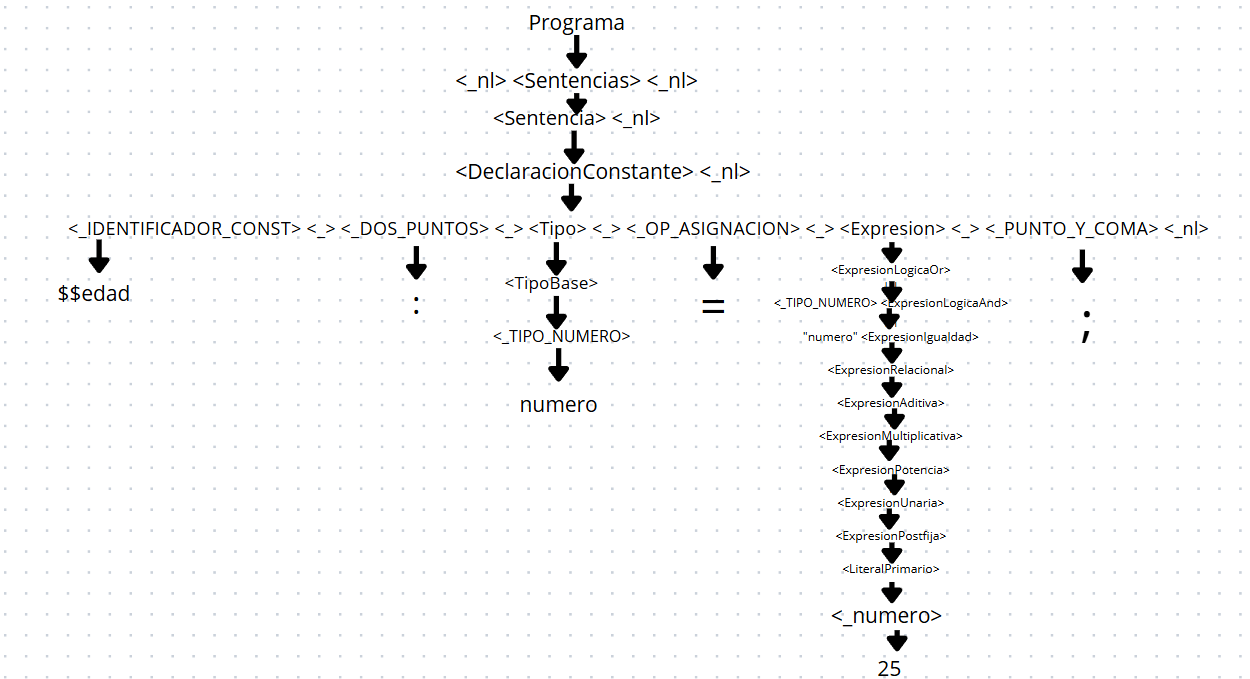 Programa
<_nl> <Sentencias> <_nl>
<Sentencia> <_nl>
<DeclaracionConstante> <_nl>
<_IDENTIFICADOR_CONST> <_> <_DOS_PUNTOS> <_> <Tipo> <_> <_OP_ASIGNACION> <_> <Expresion> <_> <_PUNTO_Y_COMA> <_nl>
$$edad
:
<TipoBase>
<_TIPO_NUMERO>
numero
=
<ExpresionLogicaOr>
<_TIPO_NUMERO> <ExpresionLogicaAnd>
"numero" <ExpresionIgualdad>
<ExpresionRelacional>
<ExpresionAditiva>
<ExpresionMultiplicativa>
<ExpresionPotencia>
<ExpresionUnaria>
<ExpresionPostfija>
<LiteralPrimario>
<_numero>
25
;